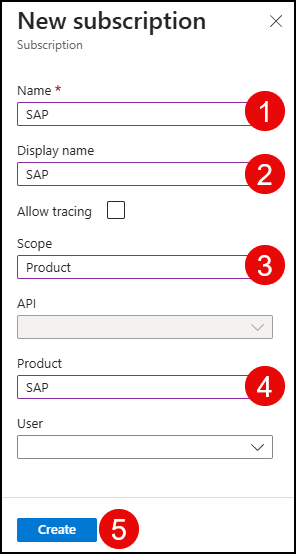 New subscription
Subscription
Name *
SAP
1
Display name
SAP
2
Allow tracing
Scope
Product
3
API
Product
SAP
4
User
Create
5